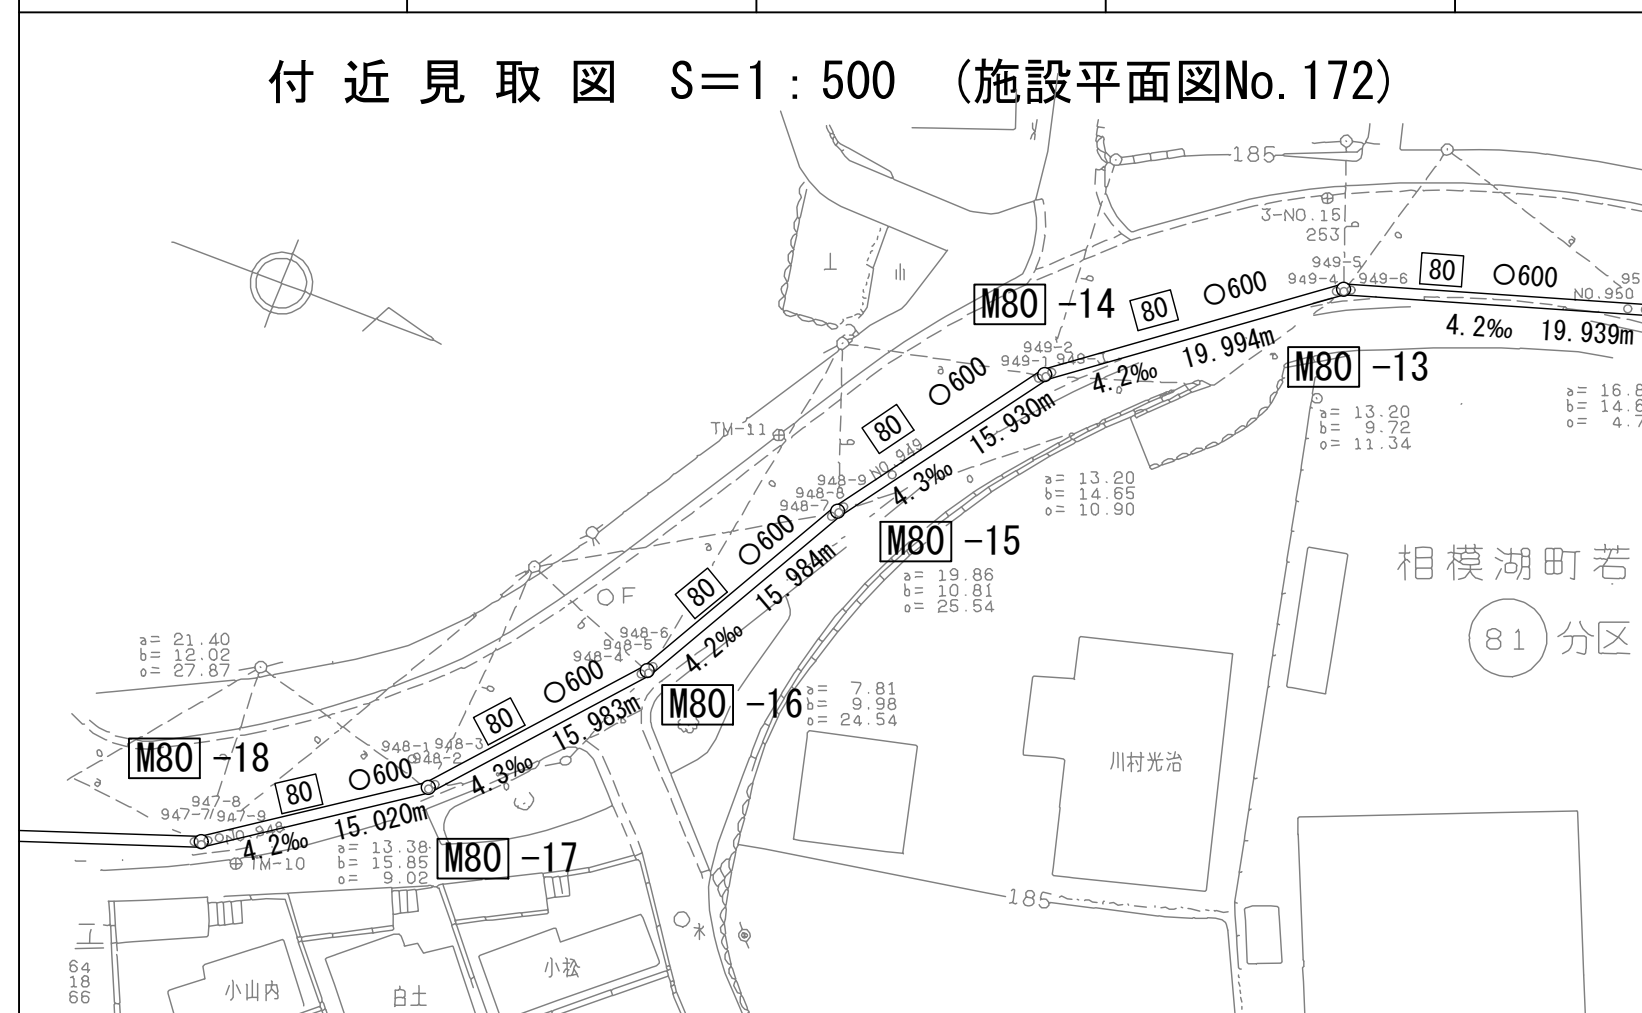 付近見取図 S=1:500 (施設平面図No.172)
185
3-NO.15
253
949-5
949-4
949-6
80
○600
NO.950
4.2‰
19.939m
M80 -14
80
○600
949-2
949-1
949-3
4.2‰
19.994m
M80 -13
a= 13.20
b= 9.72
o= 11.34
TM-11
80
○600
NO.949
4.3‰
15.930m
a= 13.20
b= 14.65
o= 10.90
948-9
948-8
948-7
M80 -15
a= 19.86
b= 10.81
o= 25.54
相模湖町若
81 分区
80
○600
4.2‰
15.984m
F
948-6
948-5
948-4
M80 -16
a= 7.81
b= 9.98
o= 24.54
a= 21.40
b= 12.02
o= 27.87
80
○600
4.3‰
15.983m
M80 -18
948-1
948-3
948-2
80
○600
947-8
947-7
947-9
NO.948
4.2‰
15.020m
TM-10
a= 13.38
b= 15.85
o= 9.02
M80 -17
川村光治
185
水
64
18
66
小山内
白土
小松